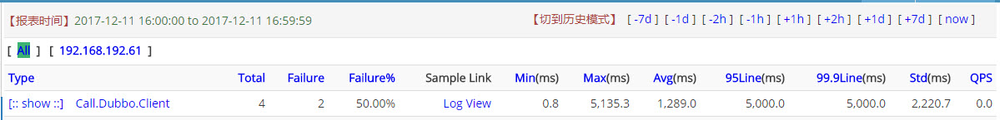 【报表时间】2017-12-11 16:00:00 to 2017-12-11 16:59:59 【切到历史模式】 [ -7d ] [ -1d ] [ -2h ] [ -1h ] [ +1h ] [ +2h ] [ +1d ] [ +7d ] [ now ]
[ All ] [ 192.168.192.61 ]
Type Total Failure Failure% Sample Link Min(ms) Max(ms) Avg(ms) 95Line(ms) 99.9Line(ms) Std(ms) QPS
[:: show ::] Call.Dubbo.Client 4 2 50.00% Log View 0.8 5,135.3 1,289.0 5,000.0 5,000.0 2,220.7 0.0